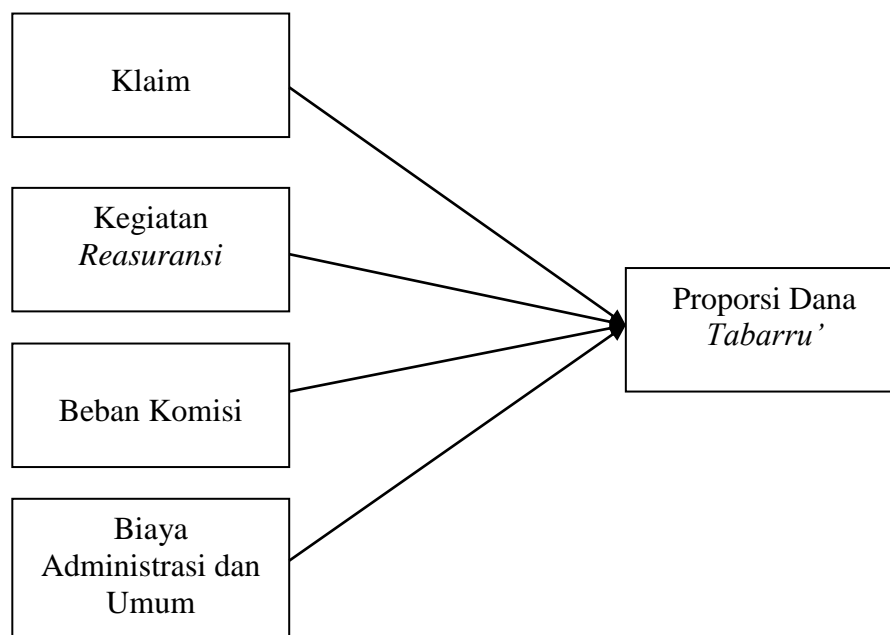 Klaim
Kegiatan
Reasuransi
Beban Komisi
Biaya
Administrasi dan
Umum
Proporsi Dana
Tabarru’